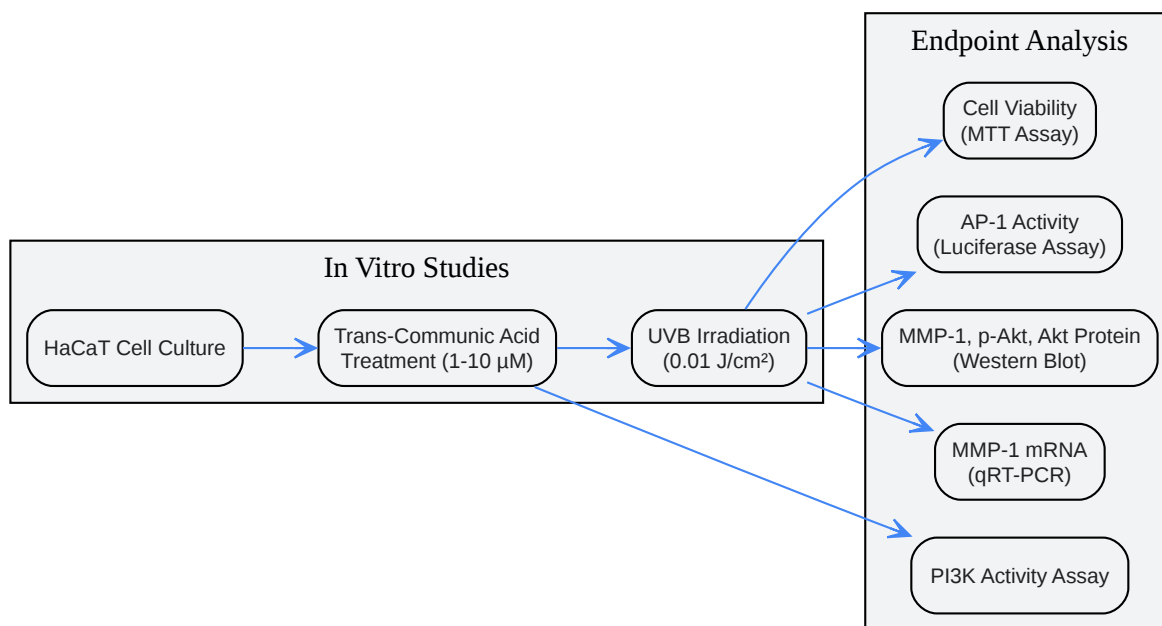 In Vitro Studies
HaCaT Cell Culture
Trans-Communic Acid
Treatment (1-10 µM)
UVB Irradiation
(0.01 J/cm²)
Endpoint Analysis
Cell Viability
(MTT Assay)
AP-1 Activity
(Luciferase Assay)
MMP-1, p-Akt, Akt Protein
(Western Blot)
MMP-1 mRNA
(qRT-PCR)
PI3K Activity Assay